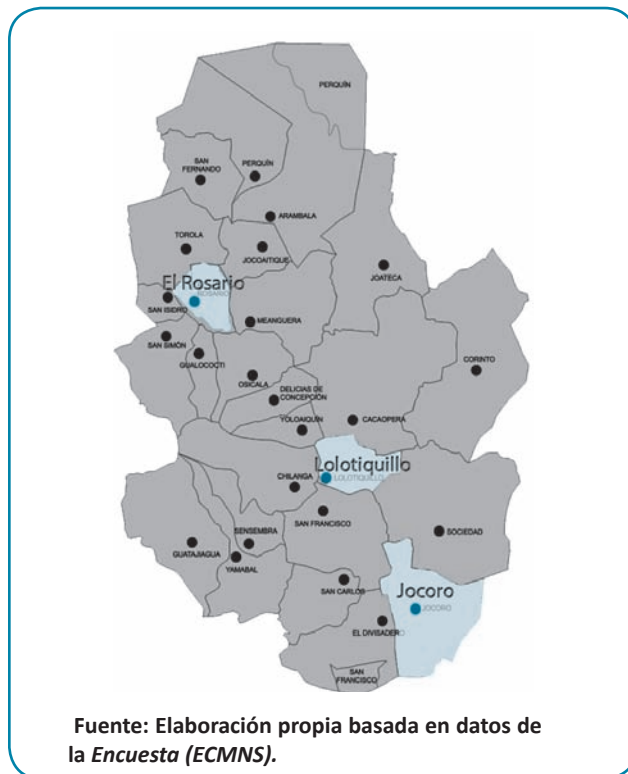 PERQUÍN
SAN
FERNANDO
PERQUÍN
ARAMBALA
TOROLA
JOCOAITIQUE
JOATECA
El Rosario
ROSARIO
SAN ISIDRO
MEANGUERA
SAN SIMÓN
GUALOCOCTI
CORINTO
OSICALA
DELICIAS DE
CONCEPCIÓN
CACAOPERA
YOLOAIQUÍN
Lolotiquillo
LOLOTIQUILLO
CHILANGA
SAN FRANCISCO
SENSEMBRA
SOCIEDAD
GUATAJIAGUA
YAMABAL
SAN CARLOS
Jocoro
JOCORO
EL DIVISADERO
SAN
FRANCISCO
Fuente: Elaboración propia basada en datos de
la Encuesta (ECMNS).